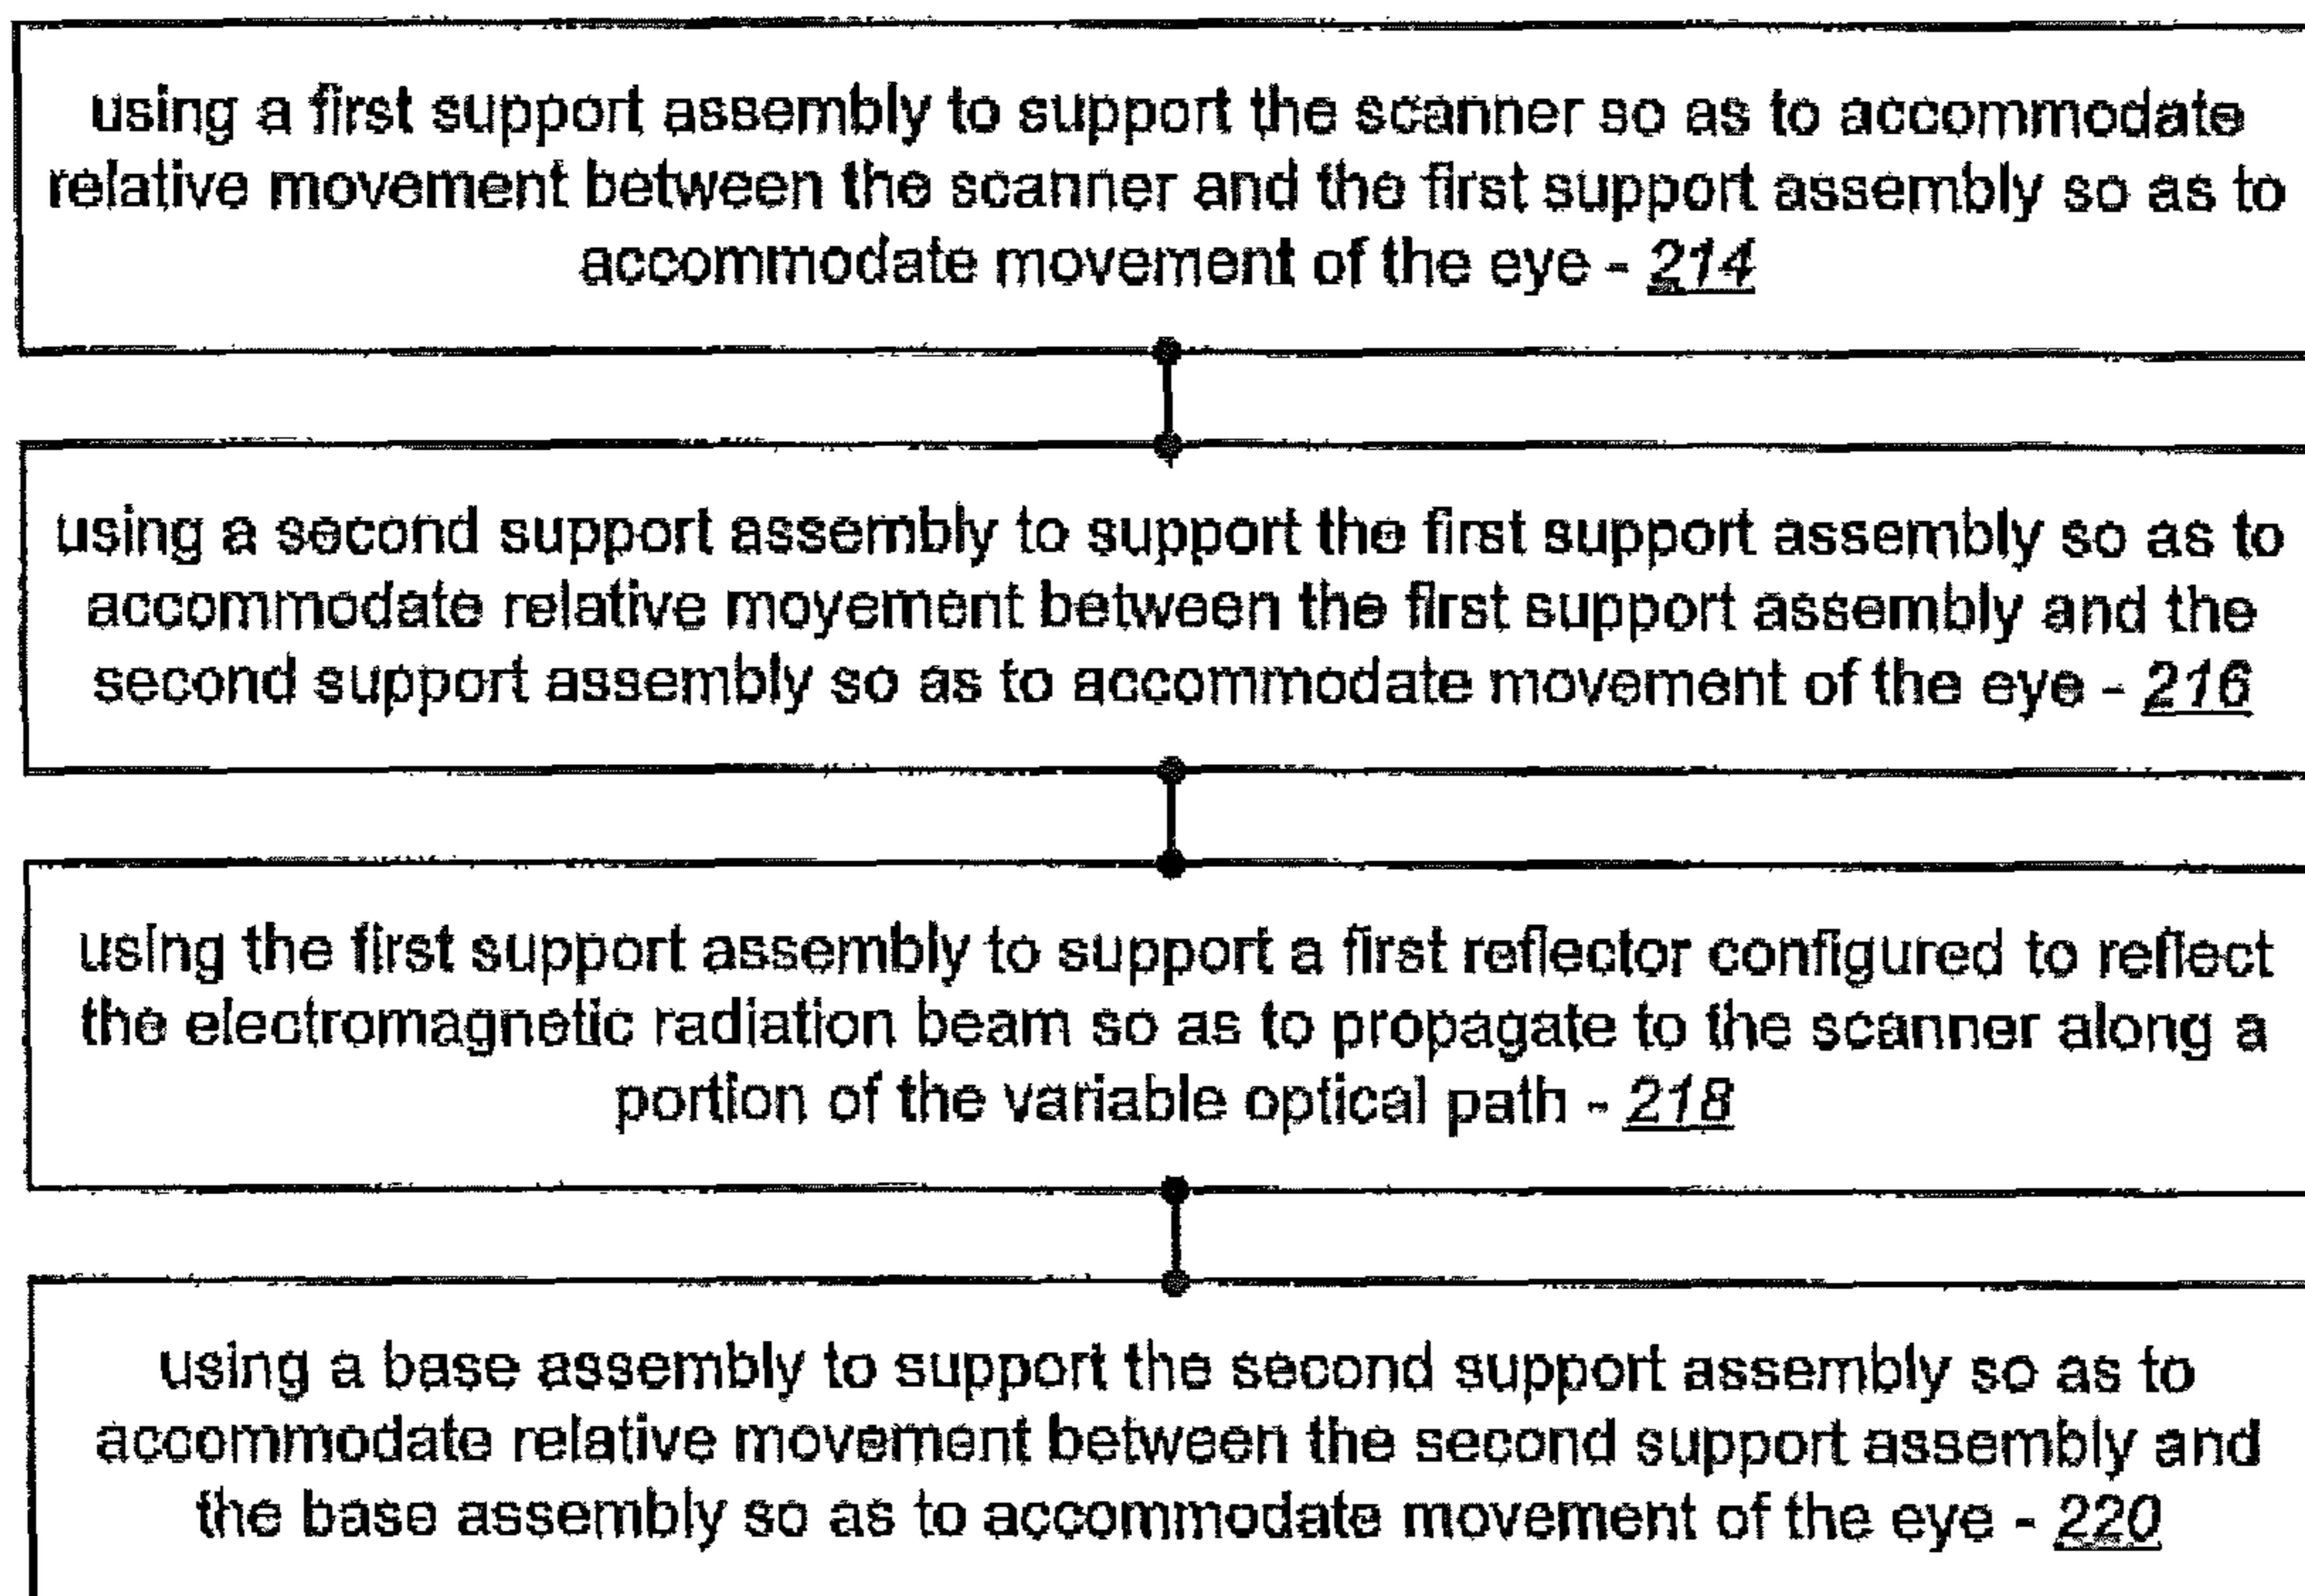 using a first support assembly to support the scanner so as to accommodate
relative movement between the scanner and the first support assembly so as to
accommodate movement of the eye - 214
using a second support assembly to support the first support assembly so as to
accommodate relative movement between the first support assembly and the
second support assembly so as to accommodate movement of the eye - 216
using the first support assembly to support a first reflector configured to reflect
the electromagnetic radiation beam so as to propagate to the scanner along a
portion of the variable optical path - 218
using a base assembly to support the second support assembly so as to
accommodate relative movement between the second support assembly and
the base assembly so as to accommodate movement of the eye - 220